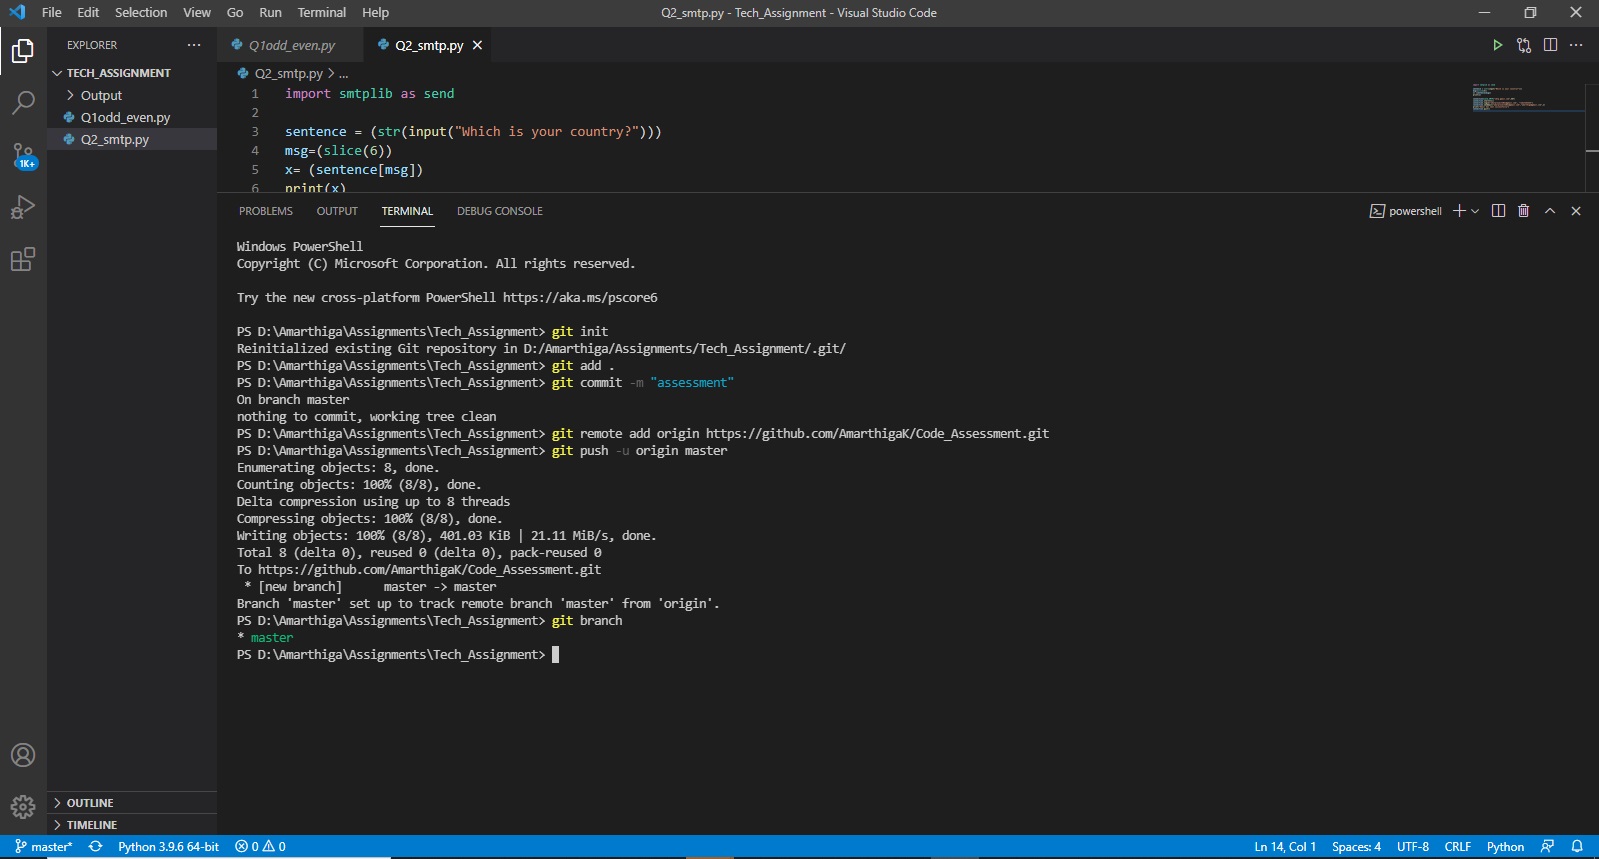 File Edit Selection View Go Run Terminal Help
Q2_smtp.py - Tech_Assignment - Visual Studio Code
EXPLORER
TECH_ASSIGNMENT
Output
Q1odd_even.py
Q2_smtp.py
1K+
OUTLINE
TIMELINE
Q1odd_even.py Q2_smtp.py
Q2_smtp.py > ...
1 import smtplib as send
2
3 sentence = (str(input("Which is your country?")))
4 msg=(slice(6))
5 x= (sentence[msg])
6 print(x)
PROBLEMS OUTPUT TERMINAL DEBUG CONSOLE
powershell
Windows PowerShell
Copyright (C) Microsoft Corporation. All rights reserved.
Try the new cross-platform PowerShell https://aka.ms/pscore6
PS D:\Amarthiga\Assignments\Tech_Assignment> git init
Reinitialized existing Git repository in D:/Amarthiga/Assignments/Tech_Assignment/.git/
PS D:\Amarthiga\Assignments\Tech_Assignment> git add .
PS D:\Amarthiga\Assignments\Tech_Assignment> git commit -m "assessment"
On branch master
nothing to commit, working tree clean
PS D:\Amarthiga\Assignments\Tech_Assignment> git remote add origin https://github.com/AmarthigaK/Code_Assessment.git
PS D:\Amarthiga\Assignments\Tech_Assignment> git push -u origin master
Enumerating objects: 8, done.
Counting objects: 100% (8/8), done.
Delta compression using up to 8 threads
Compressing objects: 100% (8/8), done.
Writing objects: 100% (8/8), 401.03 KiB | 21.11 MiB/s, done.
Total 8 (delta 0), reused 0 (delta 0), pack-reused 0
To https://github.com/AmarthigaK/Code_Assessment.git
* [new branch] master -> master
Branch 'master' set up to track remote branch 'master' from 'origin'.
PS D:\Amarthiga\Assignments\Tech_Assignment> git branch
* master
PS D:\Amarthiga\Assignments\Tech_Assignment>
master* Python 3.9.6 64-bit 0 0 Ln 14, Col 1 Spaces: 4 UTF-8 CRLF Python